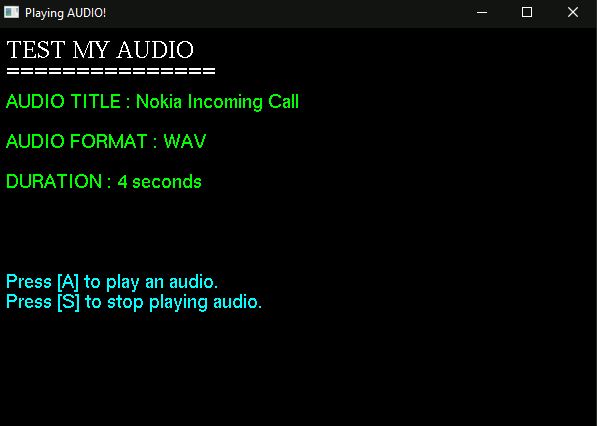 Playing AUDIO!
TEST MY AUDIO
===============
AUDIO TITLE : Nokia Incoming Call
AUDIO FORMAT : WAV
DURATION : 4 seconds
Press [A] to play an audio.
Press [S] to stop playing audio.